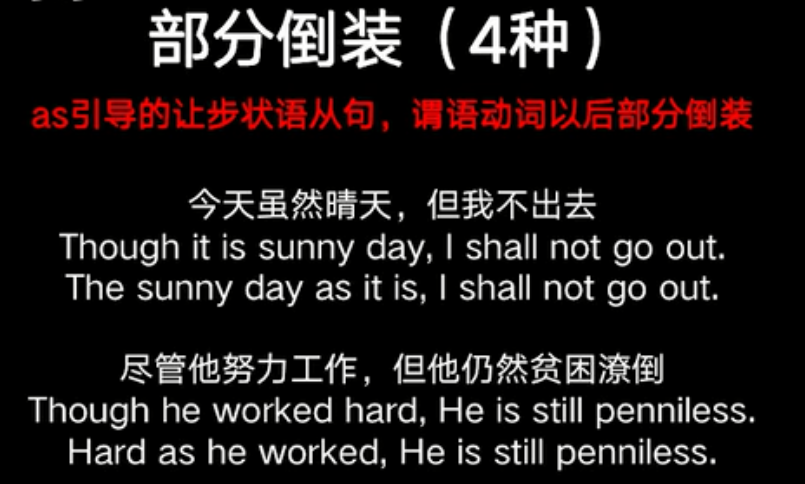 部分倒装（4种）
as引导的让步状语从句，谓语动词以后部分倒装
今天虽然晴天，但我不出去
Though it is sunny day, I shall not go out.
The sunny day as it is, I shall not go out.
尽管他努力工作，但他仍然贫困潦倒
Though he worked hard, He is still penniless.
Hard as he worked, He is still penniless.